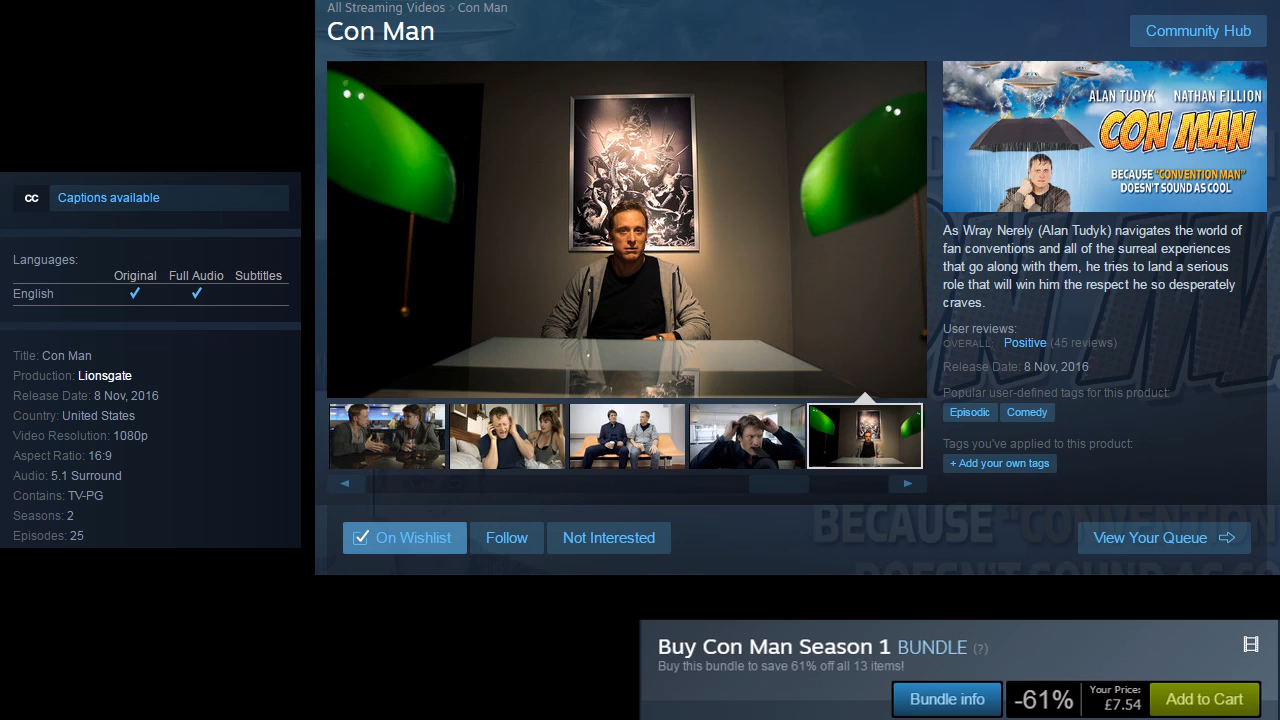 All Streaming Videos > Con Man
Con Man
Community Hub
ALAN TUDYK NATHAN FILLION
CON MAN
BECAUSE "CONVENTION MAN"
DOESN'T SOUND AS COOL
As Wray Nerely (Alan Tudyk) navigates the world of
fan conventions and all of the surreal experiences
that go along with them, he tries to land a serious
role that will win him the respect he so desperately
craves.
User reviews:
OVERALL: Positive (45 reviews)
Release Date: 8 Nov, 2016
Popular user-defined tags for this product:
Episodic Comedy
Tags you've applied to this product:
+ Add your own tags
On Wishlist Follow Not Interested
View Your Queue
BECAUSE "CONVENTION
DOESN'T SOUND AS CO
CC Captions available
Languages:
Original Full Audio Subtitles
English
Title: Con Man
Production: Lionsgate
Release Date: 8 Nov, 2016
Country: United States
Video Resolution: 1080p
Aspect Ratio: 16:9
Audio: 5.1 Surround
Contains: TV-PG
Seasons: 2
Episodes: 25
Buy Con Man Season 1 BUNDLE (?)
Buy this bundle to save 61% off all 13 items!
Bundle info
-61%
Your Price:
£7.54
Add to Cart